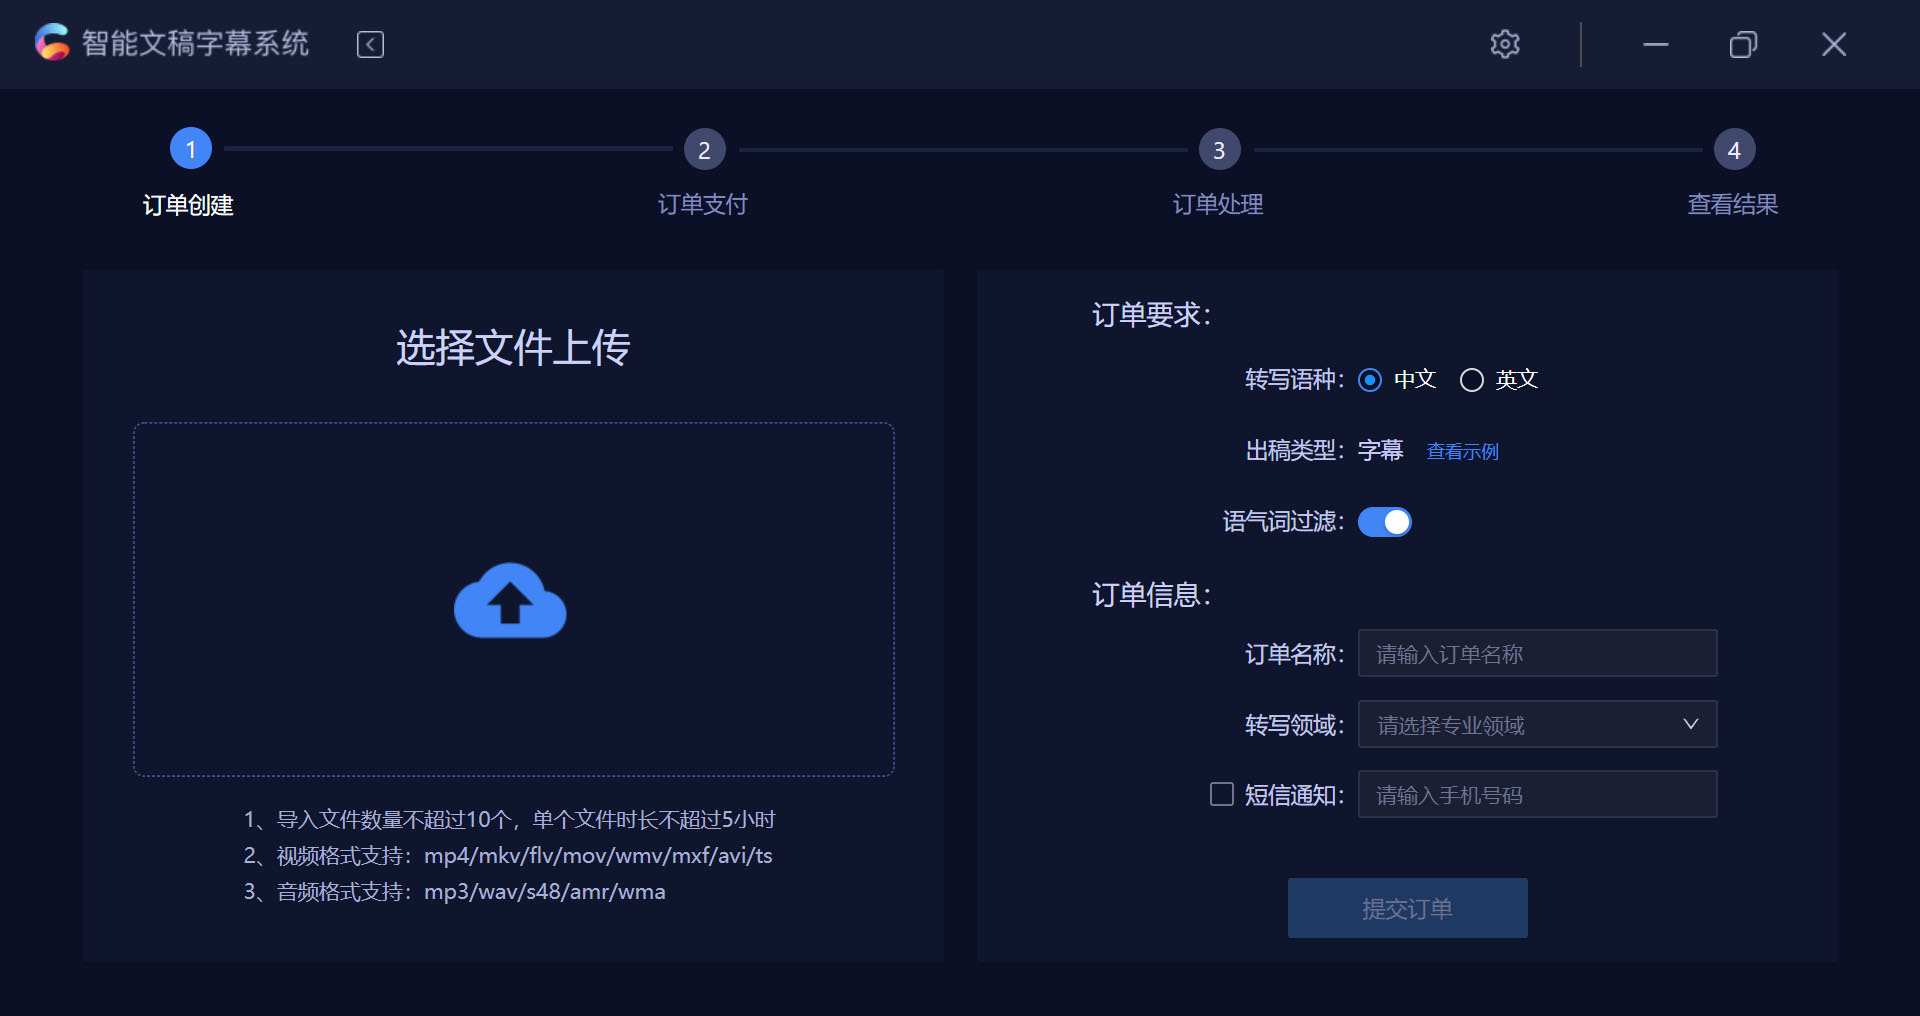 智能文稿字幕系统
1
2
3
4
订单创建
订单支付
订单处理
查看结果
选择文件上传
1、导入文件数量不超过10个，单个文件时长不超过5小时
2、视频格式支持：mp4/mkv/flv/mov/wmv/mxf/avi/ts
3、音频格式支持：mp3/wav/s48/amr/wma
订单要求：
转写语种： 中文 英文
出稿类型： 字幕 查看示例
语气词过滤：
订单信息：
订单名称： 请输入订单名称
转写领域： 请选择专业领域
短信通知： 请输入手机号码
提交订单